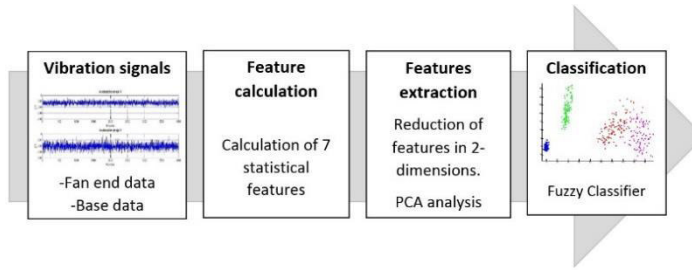 Vibration signals
-Fan end data
-Base data
Feature
calculation
Calculation of 7
statistical
features
Features
extraction
Reduction of
features in 2-
dimensions.
PCA analysis
Classification
Fuzzy Classifier